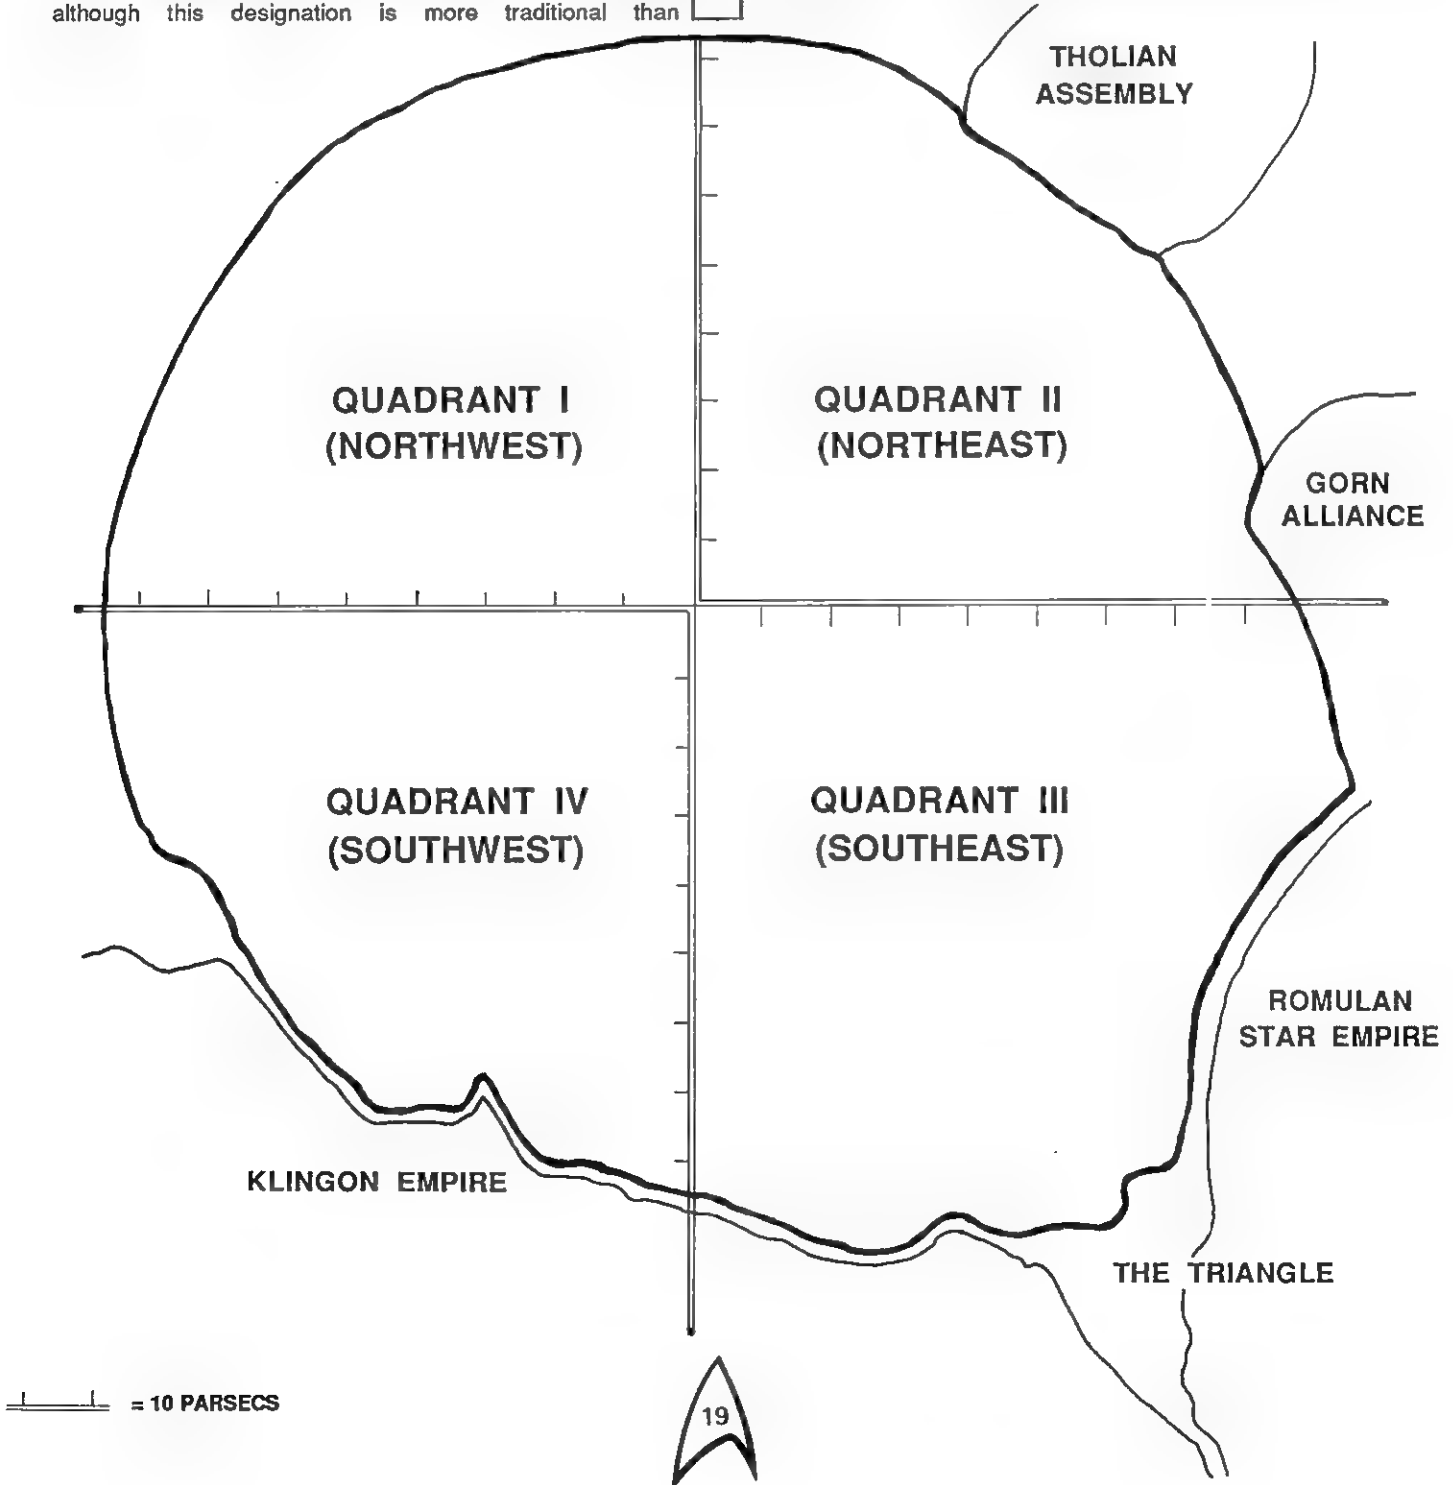 although this designation is more traditional than
THOLIAN
ASSEMBLY
QUADRANT I
(NORTHWEST)
QUADRANT II
(NORTHEAST)
GORN
ALLIANCE
QUADRANT IV
(SOUTHWEST)
QUADRANT III
(SOUTHEAST)
ROMULAN
STAR EMPIRE
KLINGON EMPIRE
THE TRIANGLE
= 10 PARSECS
19